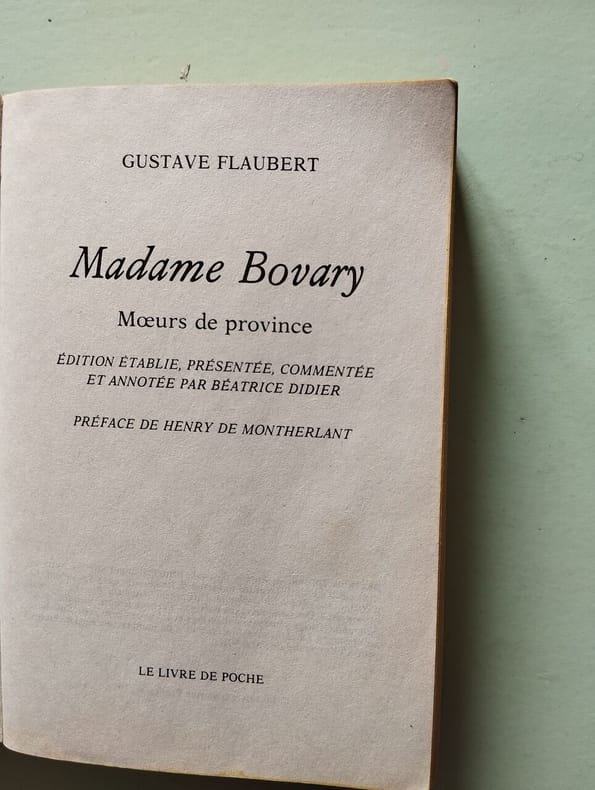 GUSTAVE FLAUBERT
Madame Bovary
Mœurs de province
ÉDITION ÉTABLIE, PRÉSENTÉE, COMMENTÉE
ET ANNOTÉE PAR BÉATRICE DIDIER
PRÉFACE DE HENRY DE MONTHERLANT
LE LIVRE DE POCHE